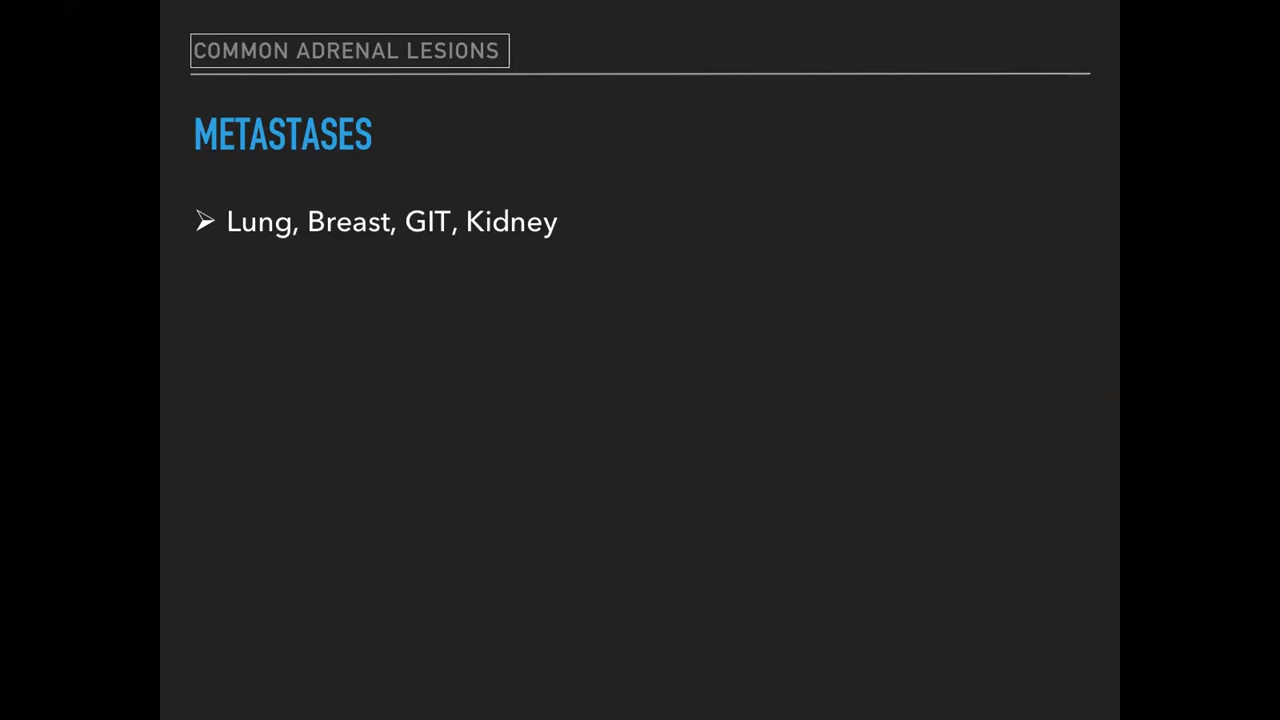 COMMON ADRENAL LESIONS
METASTASES
➢ Lung, Breast, GIT, Kidney